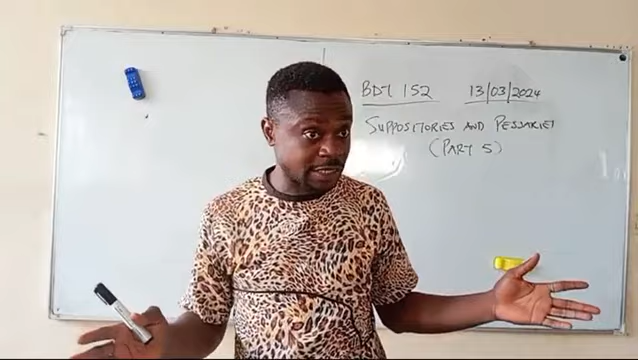 BDT 152 13/03/2024
SUPPOSITORIES AND PESSARIES
(PART 5)